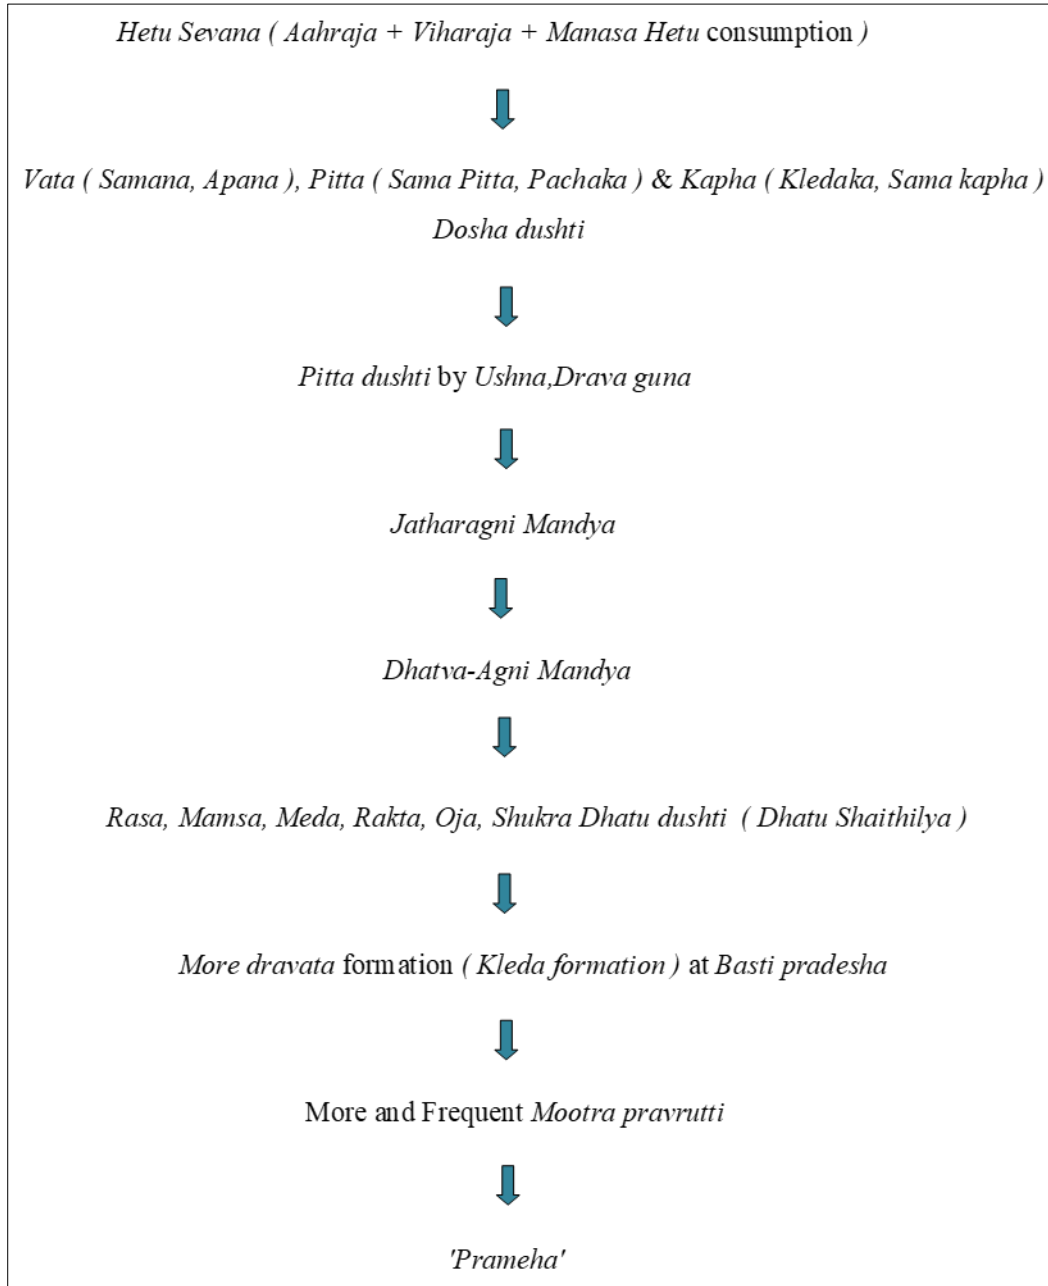 Hetu Sevana ( Aahraja + Viharaja + Manasa Hetu consumption )
Vata ( Samana, Apana ), Pitta ( Sama Pitta, Pachaka ) & Kapha ( Kledaka, Sama kapha )
Dosha dushti
Pitta dushti by Ushna,Drava guna
Jatharagni Mandya
Dhatva-Agni Mandya
Rasa, Mamsa, Meda, Rakta, Oja, Shukra Dhatu dushti ( Dhatu Shaithilya )
More dravata formation ( Kleda formation ) at Basti pradesha
More and Frequent Mootra pravrutti
'Prameha'